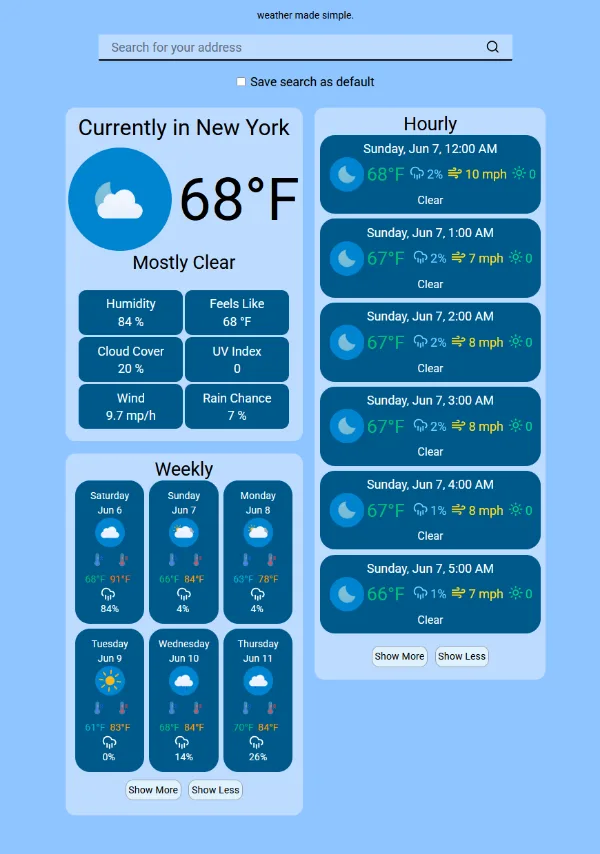 weather made simple.
Search for your address
Save search as default
Currently in New York
68°F
Mostly Clear
Humidity
84 %
Feels Like
68 °F
Cloud Cover
20 %
UV Index
0
Wind
9.7 mp/h
Rain Chance
7 %
Weekly
Saturday
Jun 6
68°F 91°F
84%
Sunday
Jun 7
66°F 84°F
4%
Monday
Jun 8
63°F 78°F
4%
Tuesday
Jun 9
61°F 83°F
0%
Wednesday
Jun 10
68°F 84°F
14%
Thursday
Jun 11
70°F 84°F
26%
Show More Show Less
Hourly
Sunday, Jun 7, 12:00 AM
68°F 2% 10 mph 0
Clear
Sunday, Jun 7, 1:00 AM
67°F 2% 7 mph 0
Clear
Sunday, Jun 7, 2:00 AM
67°F 2% 8 mph 0
Clear
Sunday, Jun 7, 3:00 AM
67°F 2% 8 mph 0
Clear
Sunday, Jun 7, 4:00 AM
67°F 1% 8 mph 0
Clear
Sunday, Jun 7, 5:00 AM
66°F 1% 7 mph 0
Clear
Show More Show Less